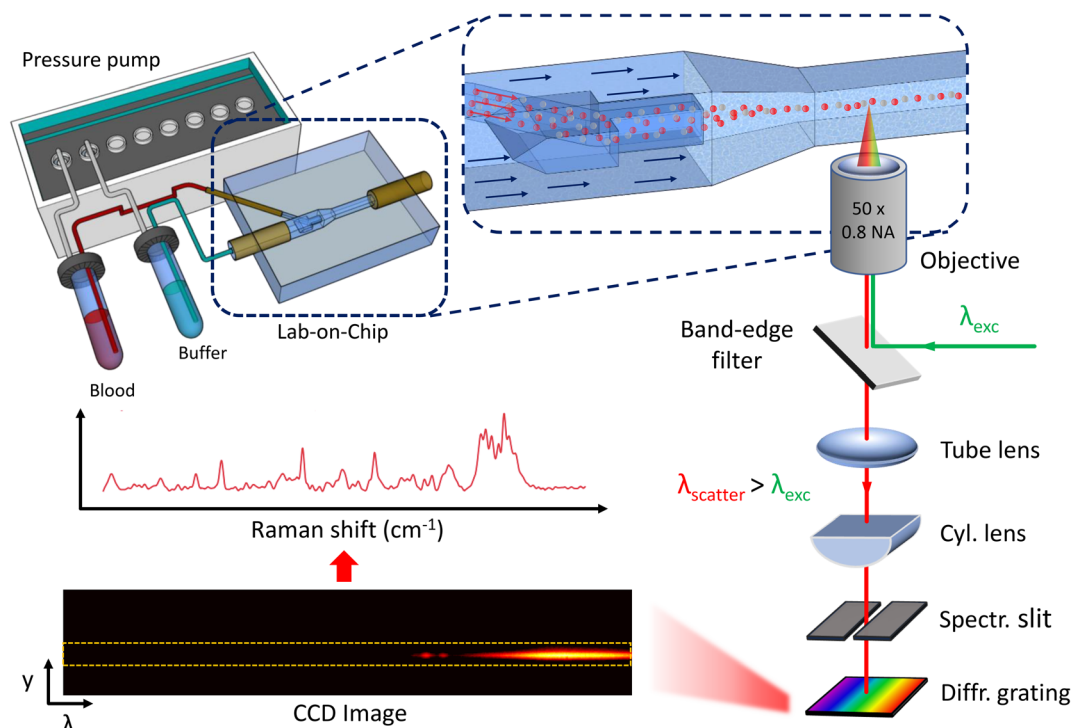 Pressure pump
50 x
0.8 NA
Objective
Lab-on-Chip
Buffer
Blood
λexc
Band-edge
filter
Tube lens
λscatter > λexc
Cyl. lens
Raman shift (cm-1)
Spectr. slit
y
λ
CCD Image
Diffr. grating